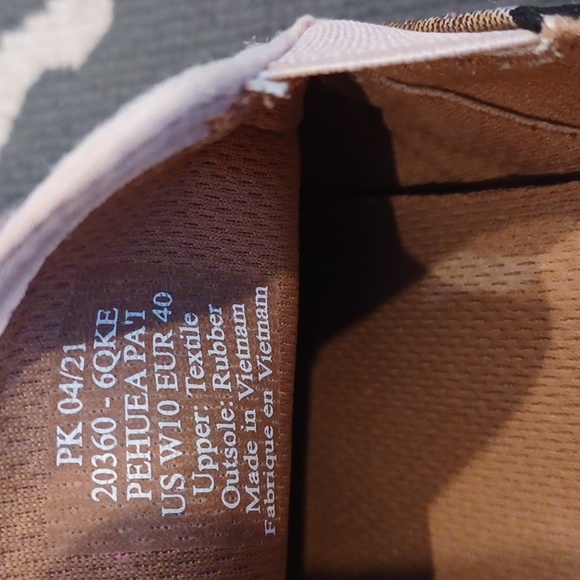 PK 04/21
20360 - 6QKE
PEHUEA PA'I
US W10 EUR 40
Upper: Textile
Outsole: Rubber
Made in Vietnam
Fabrique en Vietnam